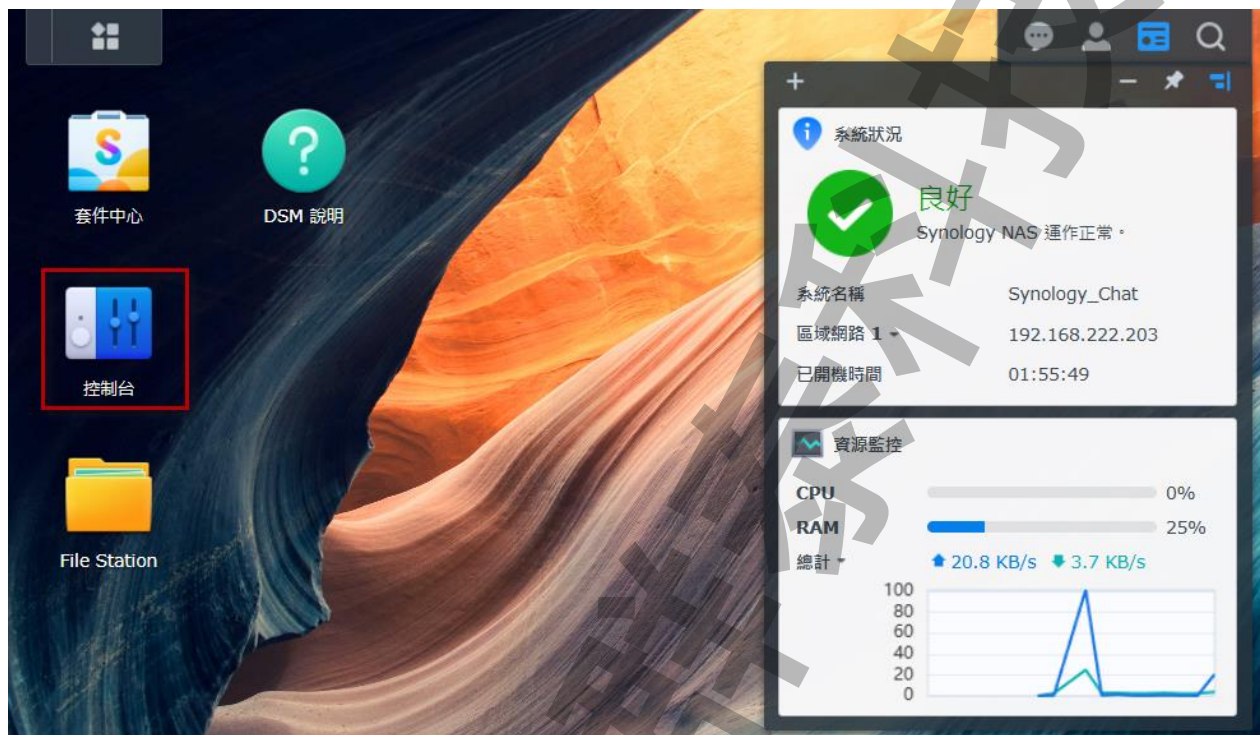 套件中心
DSM 說明
控制台
File Station
系統狀況
良好
Synology NAS 運作正常。
系統名稱 Synology_Chat
區域網路 1 192.168.222.203
已開機時間 01:55:49
資源監控
CPU 0%
RAM 25%
總計 20.8 KB/s 3.7 KB/s
100
80
60
40
20
0